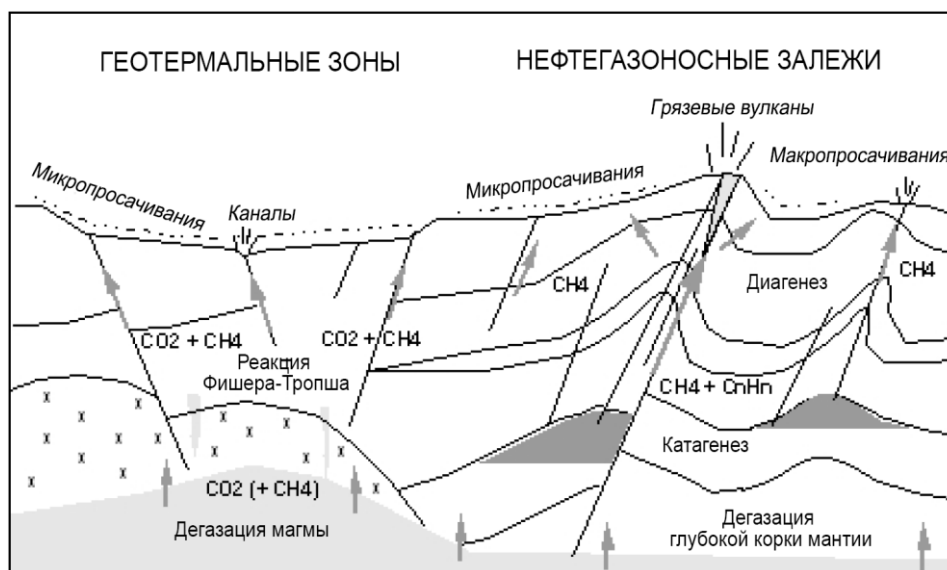 ГЕОТЕРМАЛЬНЫЕ ЗОНЫ
НЕФТЕГАЗОНОСНЫЕ ЗАЛЕЖИ
Грязевые вулканы
Микропросачивания
Каналы
Микропросачивания
Макропросачивания
CH4
Диагенез
CH4
CO2 + CH4
CO2 + CH4
Реакция
Фишера-Тропша
CH4 + CnHn
Катагенез
CO2 (+ CH4)
Дегазация магмы
Дегазация
глубокой корки мантии